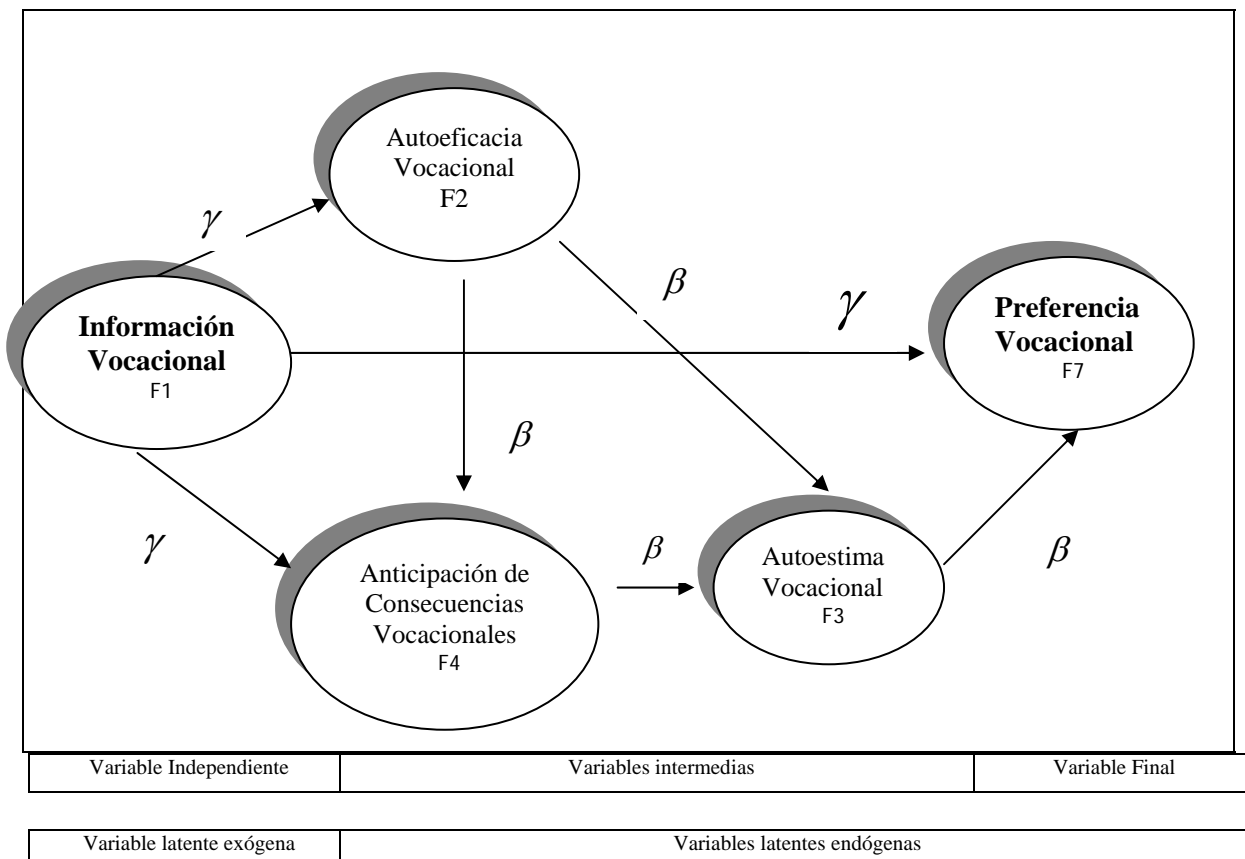 Autoeficacia
Vocacional
F2
γ
β
γ
Información
Vocacional
F1
Preferencia
Vocacional
F7
β
γ
β
β
Anticipación de
Consecuencias
Vocacionales
F4
Autoestima
Vocacional
F3
Variable Independiente
Variables intermedias
Variable Final
Variable latente exógena
Variables latentes endógenas